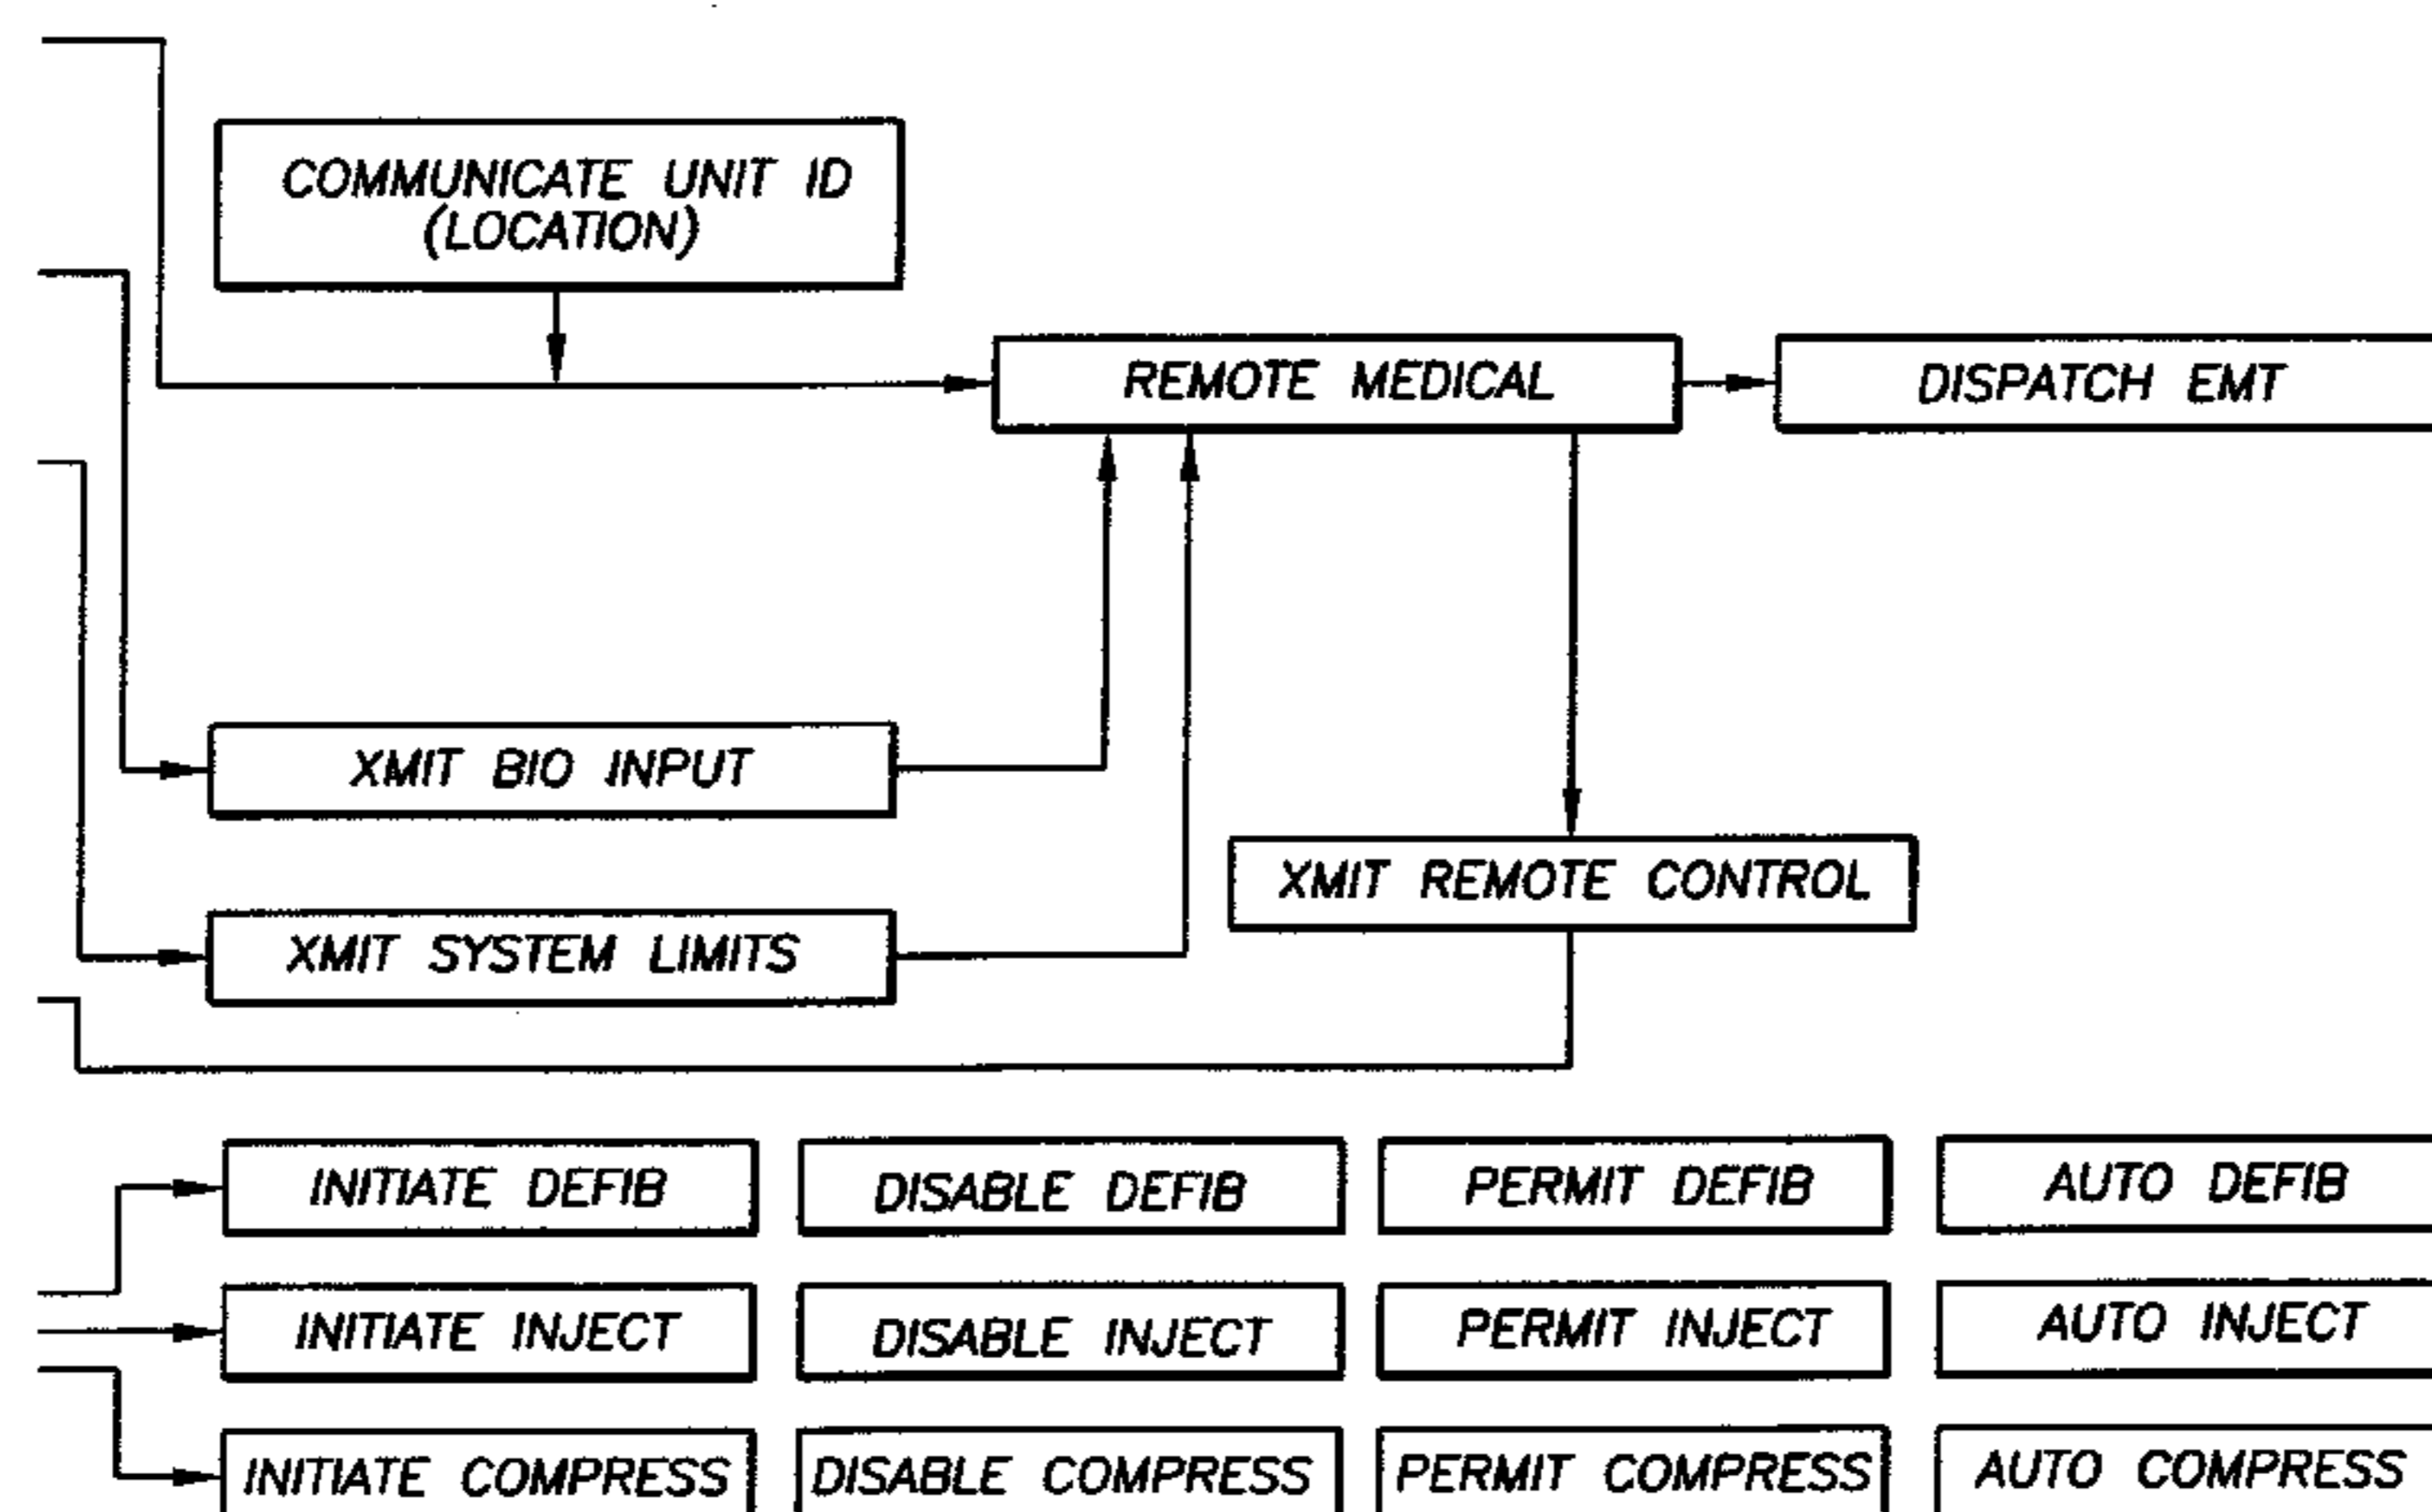 COMMUNICATE UNIT ID
(LOCATION)
REMOTE MEDICAL
DISPATCH EMT
XMIT BIO INPUT
XMIT REMOTE CONTROL
XMIT SYSTEM LIMITS
INITIATE DEFIB
DISABLE DEFIB
PERMIT DEFIB
AUTO DEFIB
INITIATE INJECT
DISABLE INJECT
PERMIT INJECT
AUTO INJECT
INITIATE COMPRESS
DISABLE COMPRESS
PERMIT COMPRESS
AUTO COMPRESS